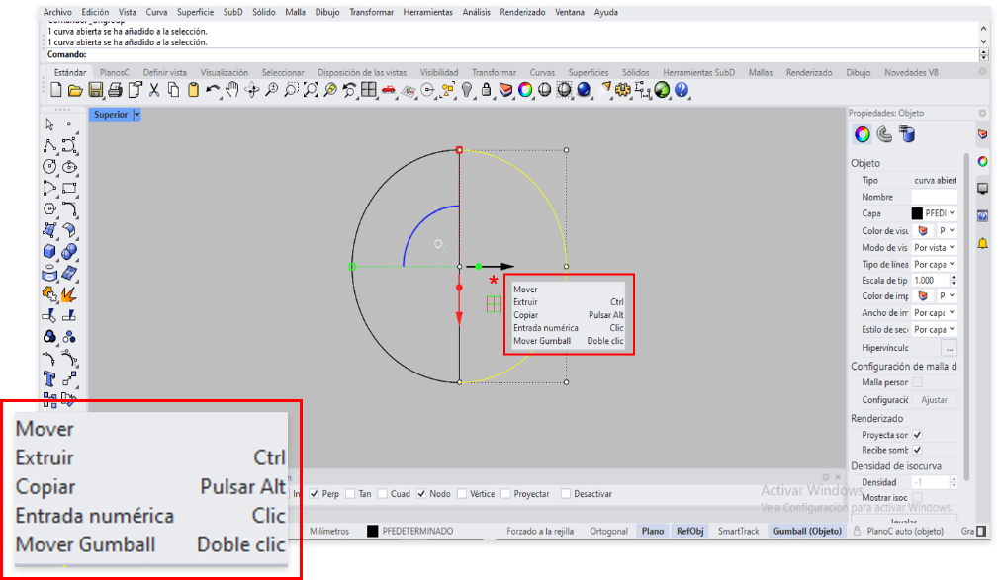 Archivo Edición Vista Curva Superficie SubD Sólido Malla Dibujo Transformar Herramientas Análisis Renderizado Ventana Ayuda
1 curva abierta se ha añadido a la selección.
1 curva abierta se ha añadido a la selección.
Comando:
Estándar PlanosC Definir vista Visualización Seleccionar Disposición de las vistas Visibilidad Transformar Curvas Superficies Sólidos Herramientas SubD Mallas Renderizado Dibujo Novedades V8
Superior
Propiedades: Objeto
Objeto
Tipo curva abiert
Nombre
Capa PFEDI
Color de visu P
Modo de vis Por vista
Tipo de línea Por capa
Escala de tip 1.000
Color de imp P
Ancho de im Por capa
Estilo de sec Por capa
Hipervínculc ...
Configuración de malla d
Malla person
Configuració Ajustar
Renderizado
Proyecta sor
Recibe somb
Densidad de isocurva
Densidad -1
Mostrar isoc
*
Mover
Extruir Ctrl
Copiar Pulsar Alt
Entrada numérica Clic
Mover Gumball Doble clic
Mover
Extruir Ctrl
Copiar Pulsar Alt
Entrada numérica Clic
Mover Gumball Doble clic
In Perp Tan Cuad Nodo Vértice Proyectar Desactivar
Activar Windows
Ve a Configuración para activar Windows.
Milímetros PFEDETERMINADO Forzado a la rejilla Ortogonal Plano RefObj SmartTrack Gumball (Objeto) PlanoC auto (objeto) Gra